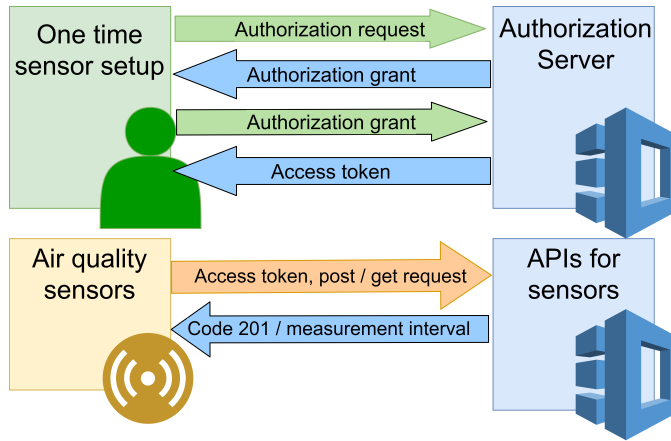 One time
sensor setup
Authorization request
Authorization grant
Authorization grant
Access token
Authorization
Server
Air quality
sensors
Access token, post / get request
Code 201 / measurement interval
APIs for
sensors